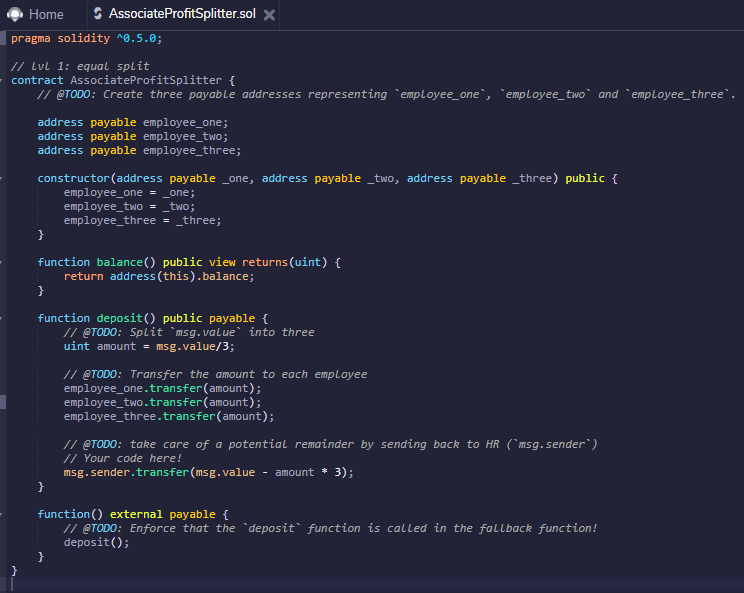 Home AssociateProfitSplitter.sol
pragma solidity ^0.5.0;
// lvl 1: equal split
contract AssociateProfitSplitter {
// @TODO: Create three payable addresses representing `employee_one`, `employee_two` and `employee_three`.
address payable employee_one;
address payable employee_two;
address payable employee_three;
constructor(address payable _one, address payable _two, address payable _three) public {
employee_one = _one;
employee_two = _two;
employee_three = _three;
}
function balance() public view returns(uint) {
return address(this).balance;
}
function deposit() public payable {
// @TODO: Split `msg.value` into three
uint amount = msg.value/3;
// @TODO: Transfer the amount to each employee
employee_one.transfer(amount);
employee_two.transfer(amount);
employee_three.transfer(amount);
// @TODO: take care of a potential remainder by sending back to HR (`msg.sender`)
// Your code here!
msg.sender.transfer(msg.value - amount * 3);
}
function() external payable {
// @TODO: Enforce that the `deposit` function is called in the fallback function!
deposit();
}
}